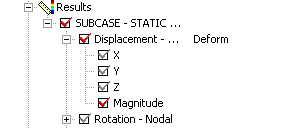 Results
SUBCASE - STATIC ...
Displacement - ... Deform
X
Y
Z
Magnitude
Rotation - Nodal